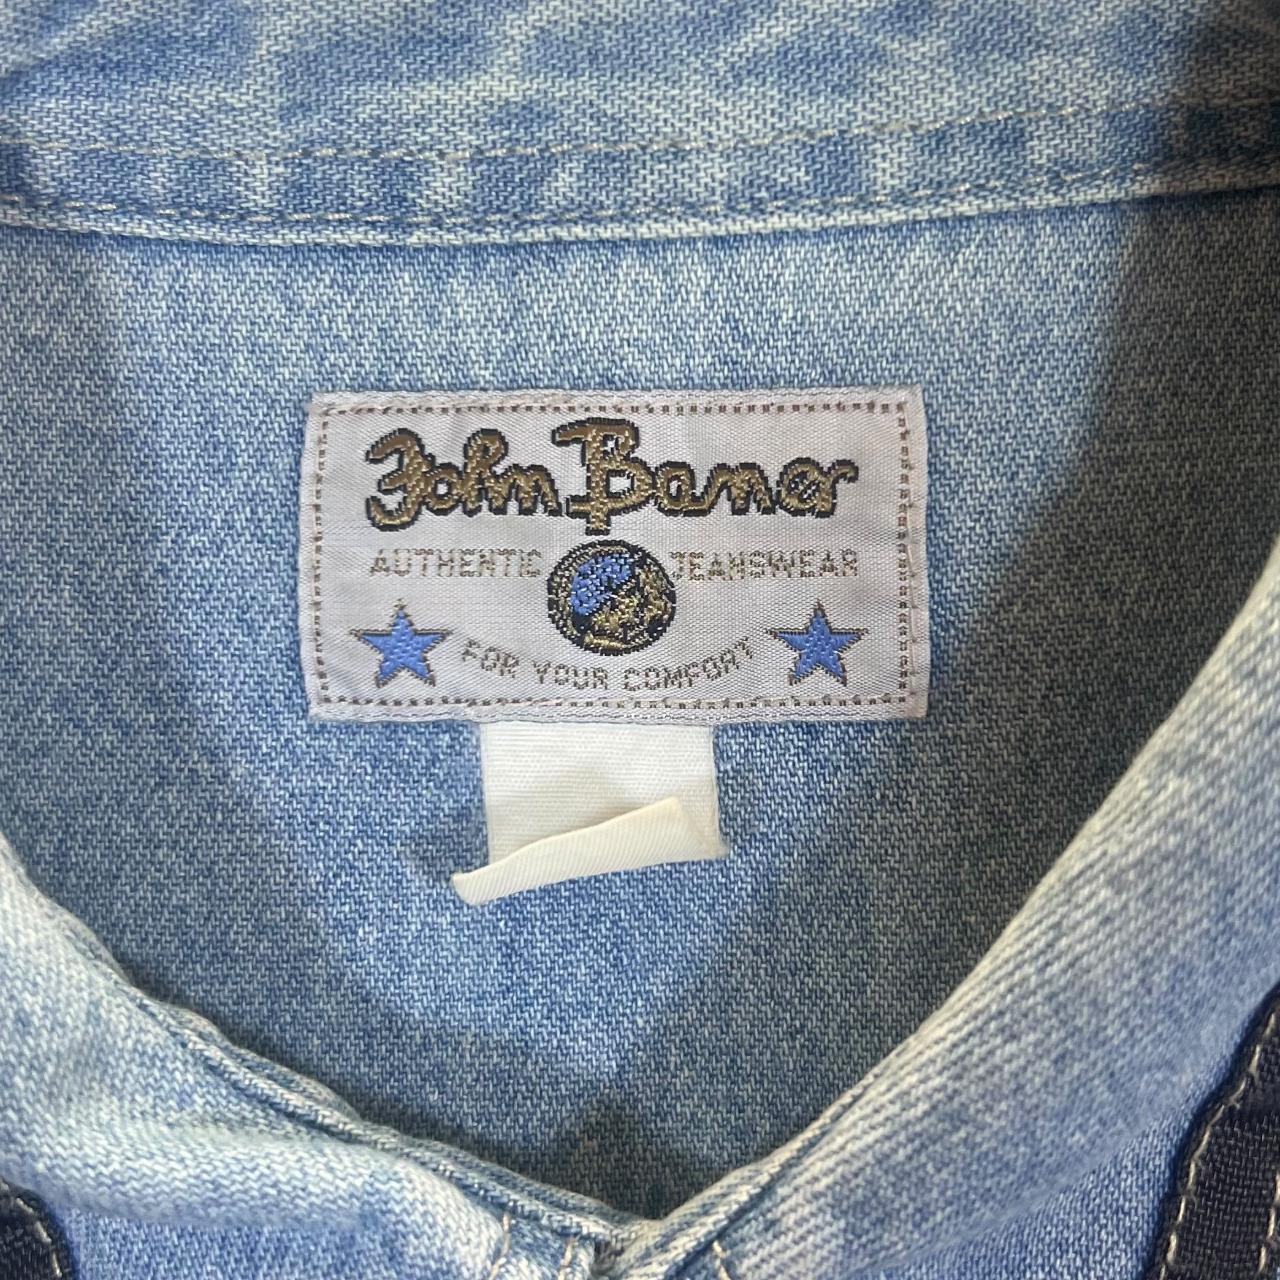 John Baner
AUTHENTIC JEANSWEAR
FOR YOUR COMFORT